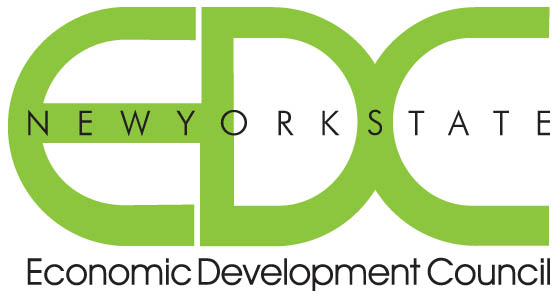 EDC
NEWYORKSTATE
Economic Development Council